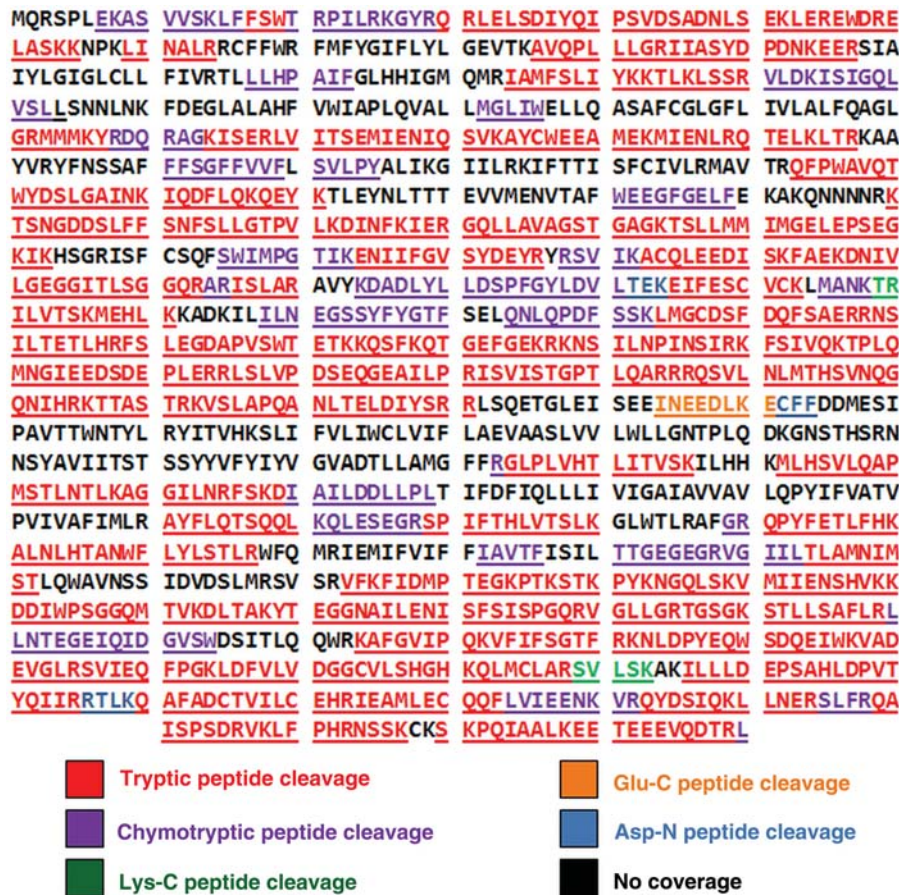 MQRSPLEKAS VVSKLFFSWT RPILRKGYRQ RLELSDIYQI PSVDSADNLS EKLEREWDRE
LASKKNPKLI NALRRCFFWR FMFYGIFLYL GEVTKAVQPL LLGRIIASYD PDNKEERSIA
IYLGIGLCLL FIVRTLLLHP AIFGLHHIGM QMRIAMFSLI YKKTLKLSSR VLDKISIGQL
VSLLSNNLNK FDEGLALAHF VWIAPLQVAL LMGLIWELLQ ASAFCGLGFL IVLALFQAGL
GRMMMKYRDQ RAGKISERLV ITSEMIENIQ SVKAYCWEEA MEKMIENLRQ TELKLTRKAA
YVRYFNSSAF FFSGFFVVFL SVLPYALIKG IILRKIFTTI SFCIVLRMAV TRQFPWAVQT
WYDSLGAINK IQDFLQKQEY KTLEYNLTTT EVVMENVTAF WEEGFGELFE KAKQNNNNRK
TSNGDDSLFF SNFSLLGTPV LKDINFKIER GQLLAVAGST GAGKTSLLMM IMGELEPSEG
KIKHSGRISF CSQFSWIMPG TIKENIIFGV SYDEYRYRSV IKACQLEEDI SKFAEKDNIV
LGEGGITLSG GQRARISLAR AVYKDADLYL LDSPFGYLDV LTEKEIFESC VCKLMANKTR
ILVTSKMEHL KKADKILILN EGSSYFYGTF SELQNLQPDF SSKLMGCDSF DQFSAERRNS
ILTETLHRFS LEGDAPVSWT ETKKQSFKQT GEFGEKRKNS ILNPINSIRK FSIVQKTPLQ
MNGIEEDSDE PLERRLSLVP DSEQGEAILP RISVISTGPT LQARRRQSVL NLMTHSVNQG
QNIHRKTTAS TRKVSLAPQA NLTELDIYSR RLSQETGLEI SEEINEEDLK ECFFDDMESI
PAVTTWNTYL RYITVHKSLI FVLIWCLVIF LAEVAASLVV LWLLGNTPLQ DKGNSTHSRN
NSYAVIITST SSYYVFYIYV GVADTLLAMG FFRGLPLVHT LITVSKILHH KMLHSVLQAP
MSTLNTLKAG GILNRFSKDI AILDDLLPLT IFDFIQLLLI VIGAIAVVAV LQPYIFVATV
PVIVAFIMLR AYFLQTSQQL KQLESEGRSP IFTHLVTSLK GLWTLRAFGR QPYFETLFHK
ALNLHTANWF LYLSTLRWFQ MRIEMIFVIF FIAVTFISIL TTGEGEGRVG IILTLAMNIM
STLQWAVNSS IDVDSLMRSV SRVFKFIDMP TEGKPTKSTK PYKNGQLSKV MIIENSHVKK
DDIWPSGGQM TVKDLTAKYT EGGNAILENI SFSISPGQRV GLLGRTGSGK STLLSAFLRL
LNTEGEIQID GVSWDSITLQ QWRKAFGVIP QKVFIFSGTF RKNLDPYEQW SDQEIWKVAD
EVGLRSVIEQ FPGKLDFVLV DGGCVLSHGH KQLMCLARSV LSKAKILLLD EPSAHLDPVT
YQIIRRTLKQ AFADCTVILC EHRIEAMLEC QQFLVIEENK VRQYDSIQKL LNERSLFRQA
ISPSDRVKLF PHRNSSKCKS KPQIAALKEE TEEEVQDTRL
Tryptic peptide cleavage
Glu-C peptide cleavage
Chymotryptic peptide cleavage
Asp-N peptide cleavage
Lys-C peptide cleavage
No coverage